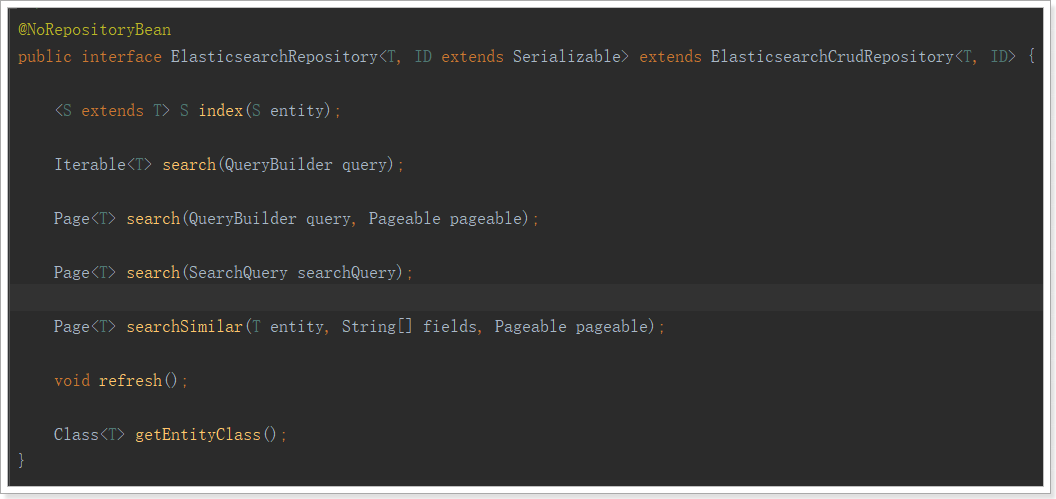 @NoRepositoryBean
public interface ElasticsearchRepository<T, ID extends Serializable> extends ElasticsearchCrudRepository<T, ID> {
<S extends T> S index(S entity);
Iterable<T> search(QueryBuilder query);
Page<T> search(QueryBuilder query, Pageable pageable);
Page<T> search(SearchQuery searchQuery);
Page<T> searchSimilar(T entity, String[] fields, Pageable pageable);
void refresh();
Class<T> getEntityClass();
}